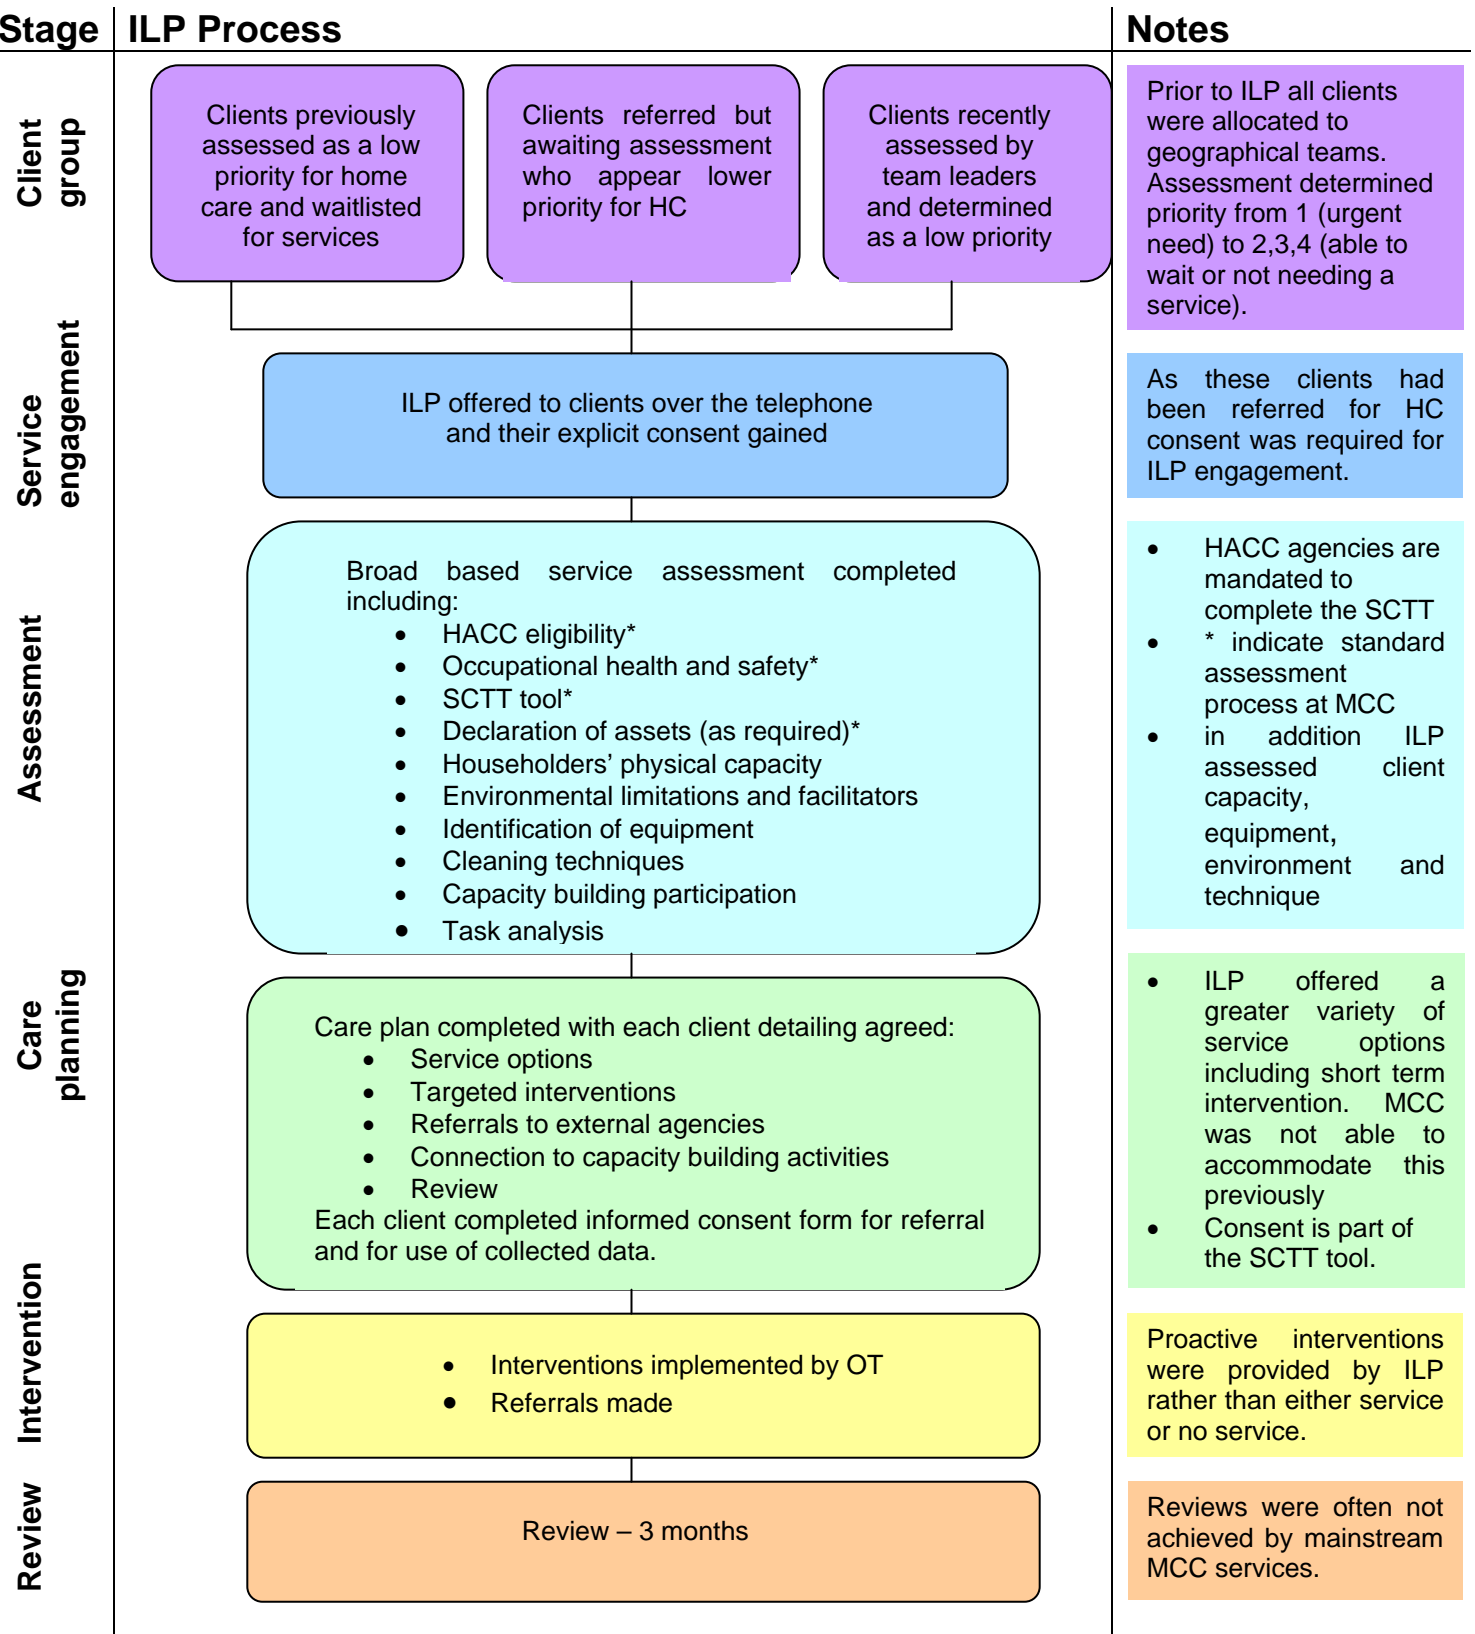 Stage
ILP Process
Notes
Client
group
Clients previously
assessed as a low
priority for home
care and waitlisted
for services
Clients referred but
awaiting assessment
who appear lower
priority for HC
Clients recently
assessed by
team leaders
and determined
as a low priority
Prior to ILP all clients
were allocated to
geographical teams.
Assessment determined
priority from 1 (urgent
need) to 2,3,4 (able to
wait or not needing a
service).
Service
engagement
ILP offered to clients over the telephone
and their explicit consent gained
As these clients had
been referred for HC
consent was required for
ILP engagement.
Assessment
Broad based service assessment completed
including:
• HACC eligibility*
• Occupational health and safety*
• SCTT tool*
• Declaration of assets (as required)*
• Householders’ physical capacity
• Environmental limitations and facilitators
• Identification of equipment
• Cleaning techniques
• Capacity building participation
• Task analysis
• HACC agencies are
mandated to
complete the SCTT
• * indicate standard
assessment
process at MCC
• in addition ILP
assessed client
capacity,
equipment,
environment and
technique
Care
planning
Care plan completed with each client detailing agreed:
• Service options
• Targeted interventions
• Referrals to external agencies
• Connection to capacity building activities
• Review
Each client completed informed consent form for referral
and for use of collected data.
• ILP offered a
greater variety of
service options
including short term
intervention. MCC
was not able to
accommodate this
previously
• Consent is part of
the SCTT tool.
Intervention
• Interventions implemented by OT
• Referrals made
Proactive interventions
were provided by ILP
rather than either service
or no service.
Review
Review – 3 months
Reviews were often not
achieved by mainstream
MCC services.